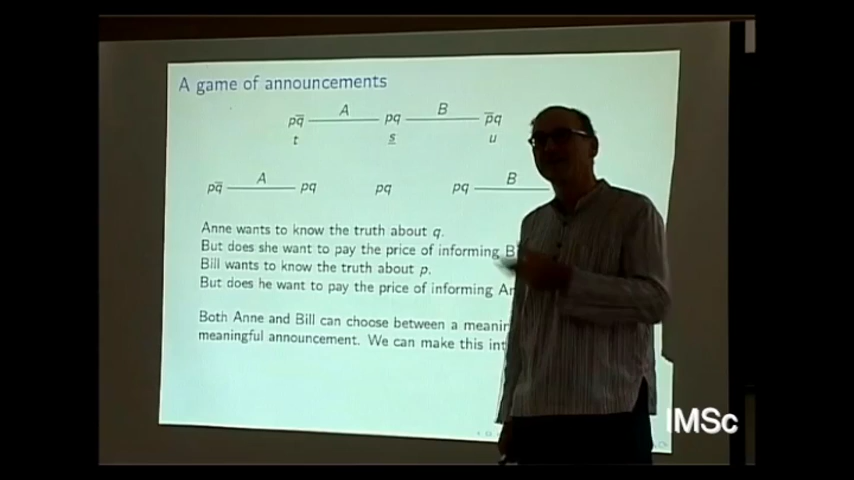 A game of announcements
A B
pq̅ pq p̅q
t s u
A B
pq̅ pq pq pq
Anne wants to know the truth about q.
But does she want to pay the price of informing B
Bill wants to know the truth about p.
But does he want to pay the price of informing An
Both Anne and Bill can choose between a meanin
meaningful announcement. We can make this int
IMSc